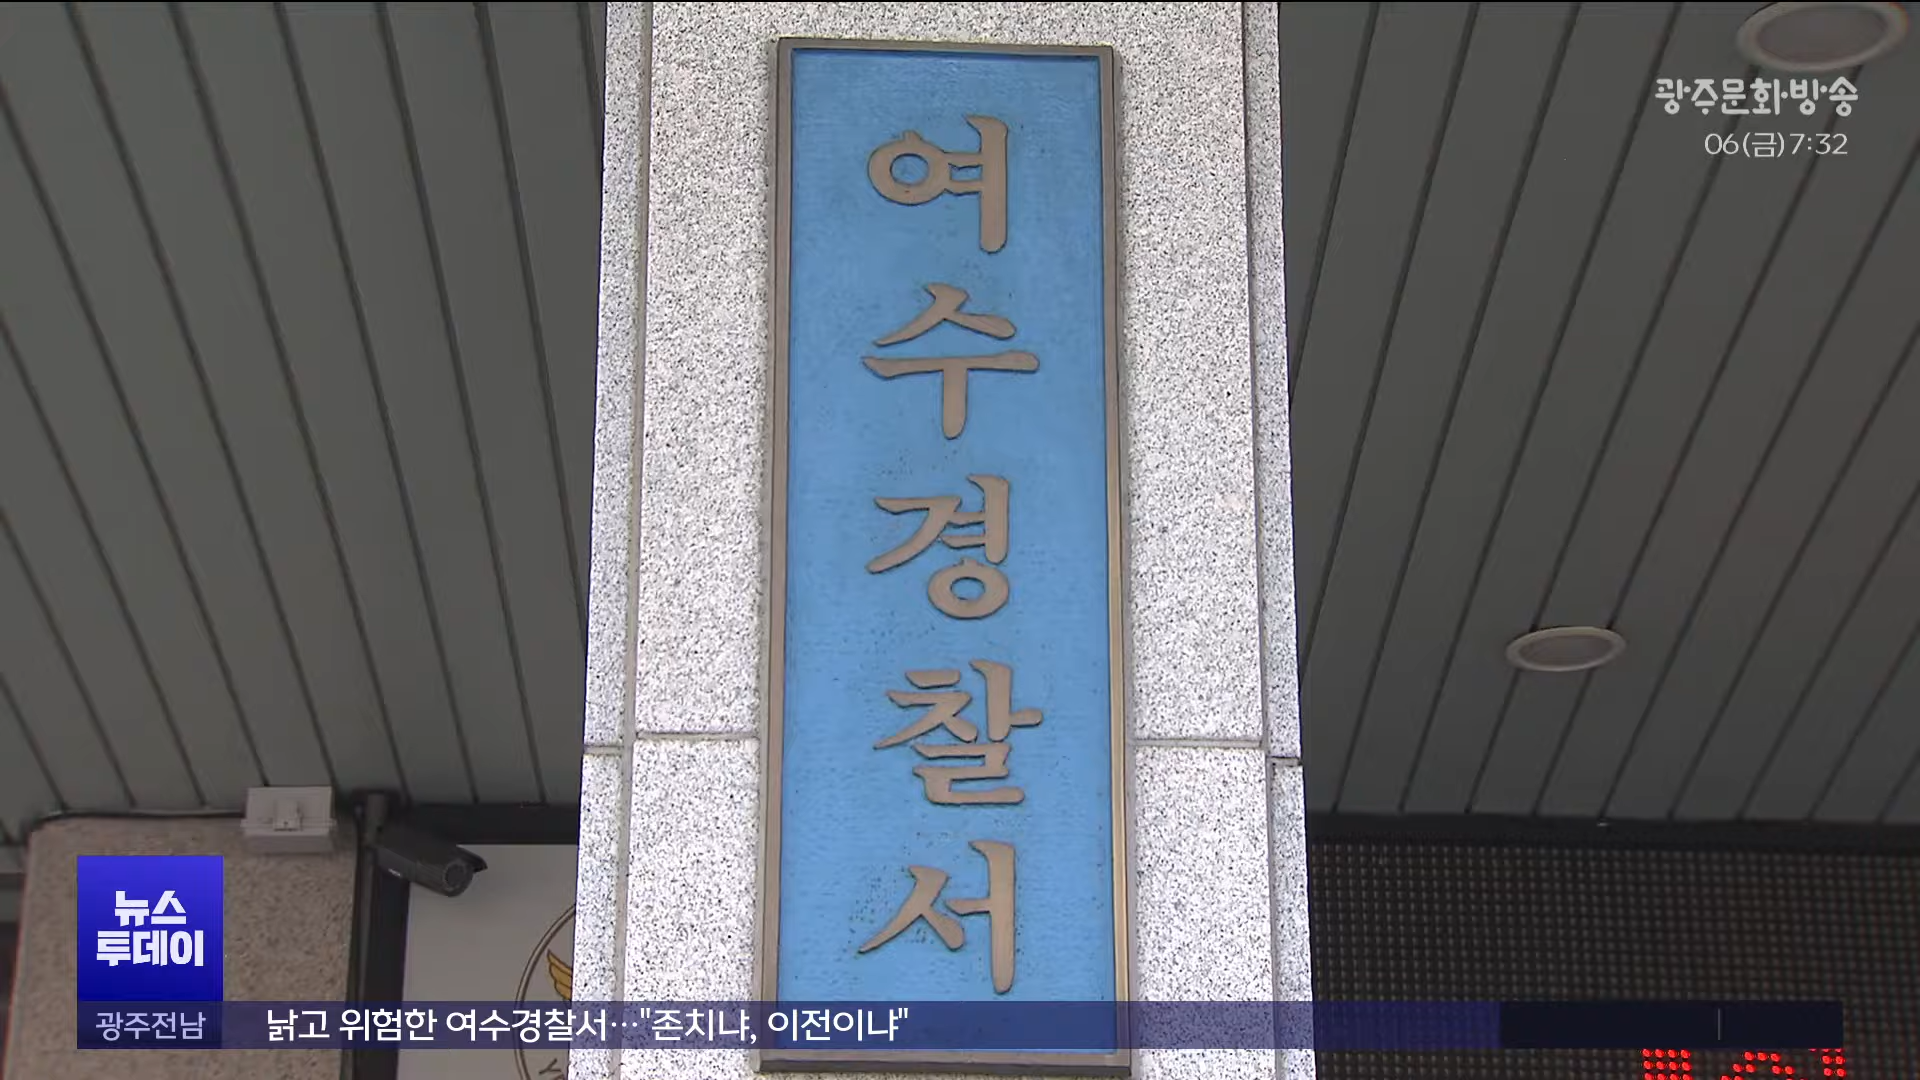 광주문화방송
06(금)7:32
여수경찰서
뉴스
투데이
광주전남
낡고 위험한 여수경찰서…"존치냐, 이전이냐"